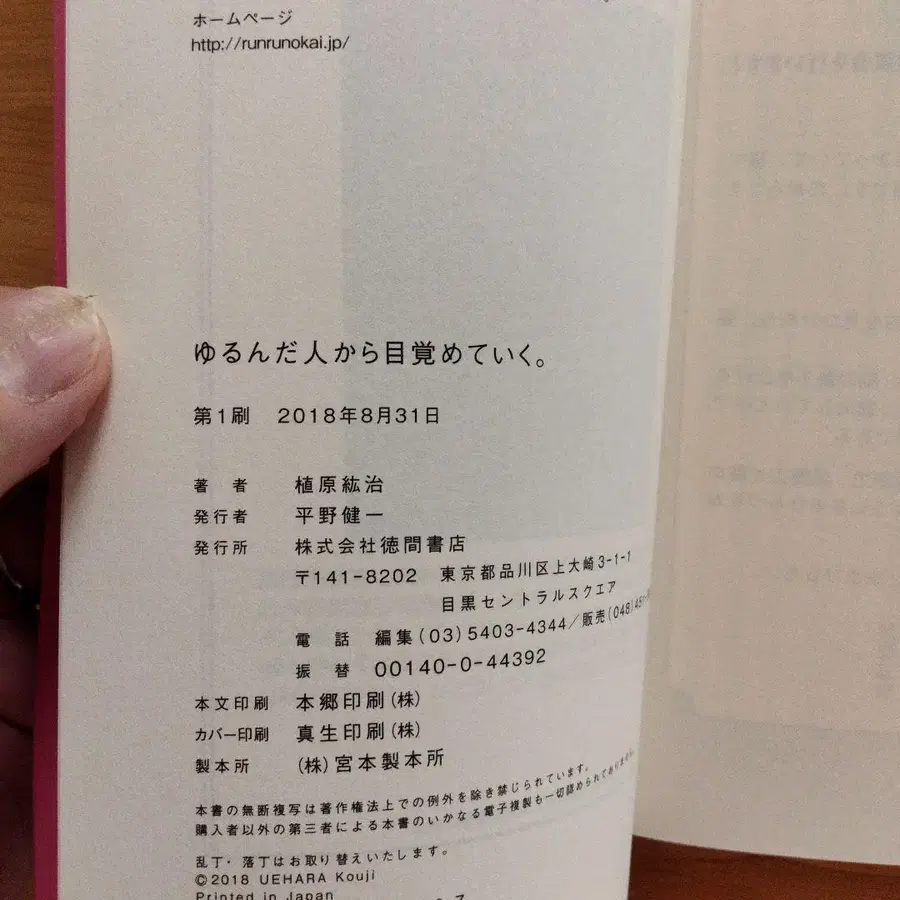 ホームページ
http://runrunokai.jp/
ゆるんだ人から目覚めていく。
第1刷 2018年8月31日
著 者 植原紘治
発行者 平野健一
発行所 株式会社徳間書店
〒141-8202 東京都品川区上大崎3-1-1
目黒セントラルスクエア
電 話 編集(03)5403-4344/販売(048)45
振 替 00140-0-44392
本文印刷 本郷印刷(株)
カバー印刷 真生印刷(株)
製本所 (株)宮本製本所
本書の無断複写は著作権法上での例外を除き禁じられています。
購入者以外の第三者による本書のいかなる電子複製も一切認められておりません。
乱丁・落丁はお取り替えいたします。
©2018 UEHARA Kouji
Printed in Japan